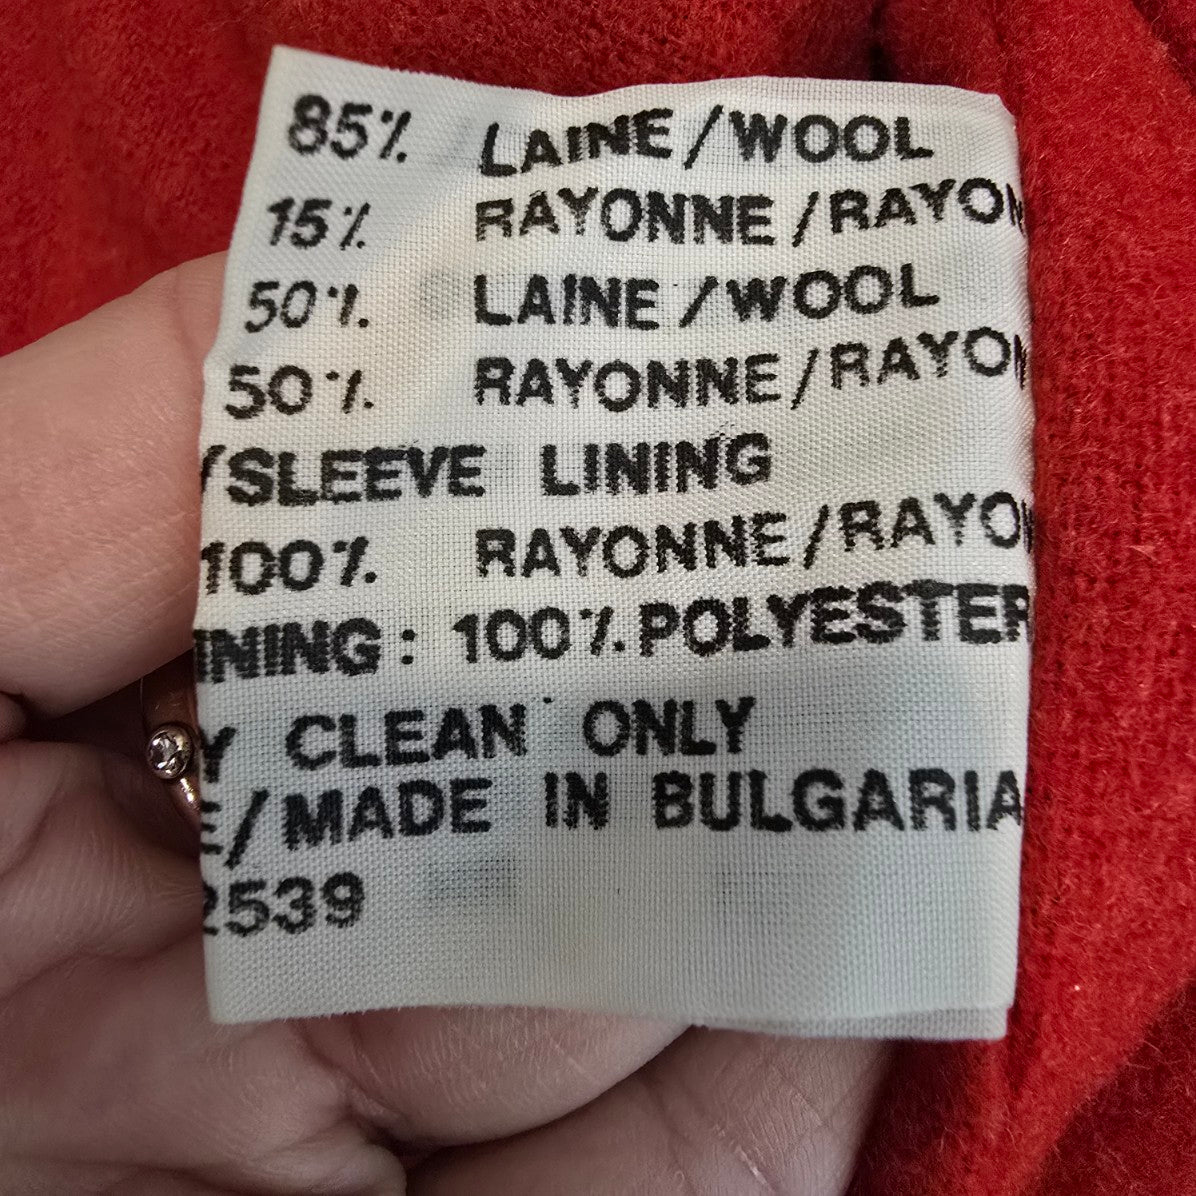 85% LAINE/WOOL
15% RAYONNE/RAYON
50% LAINE/WOOL
50% RAYONNE/RAYON
/SLEEVE LINING
100% RAYONNE/RAYON
INING: 100% POLYESTER
Y CLEAN ONLY
E/MADE IN BULGARIA
2539